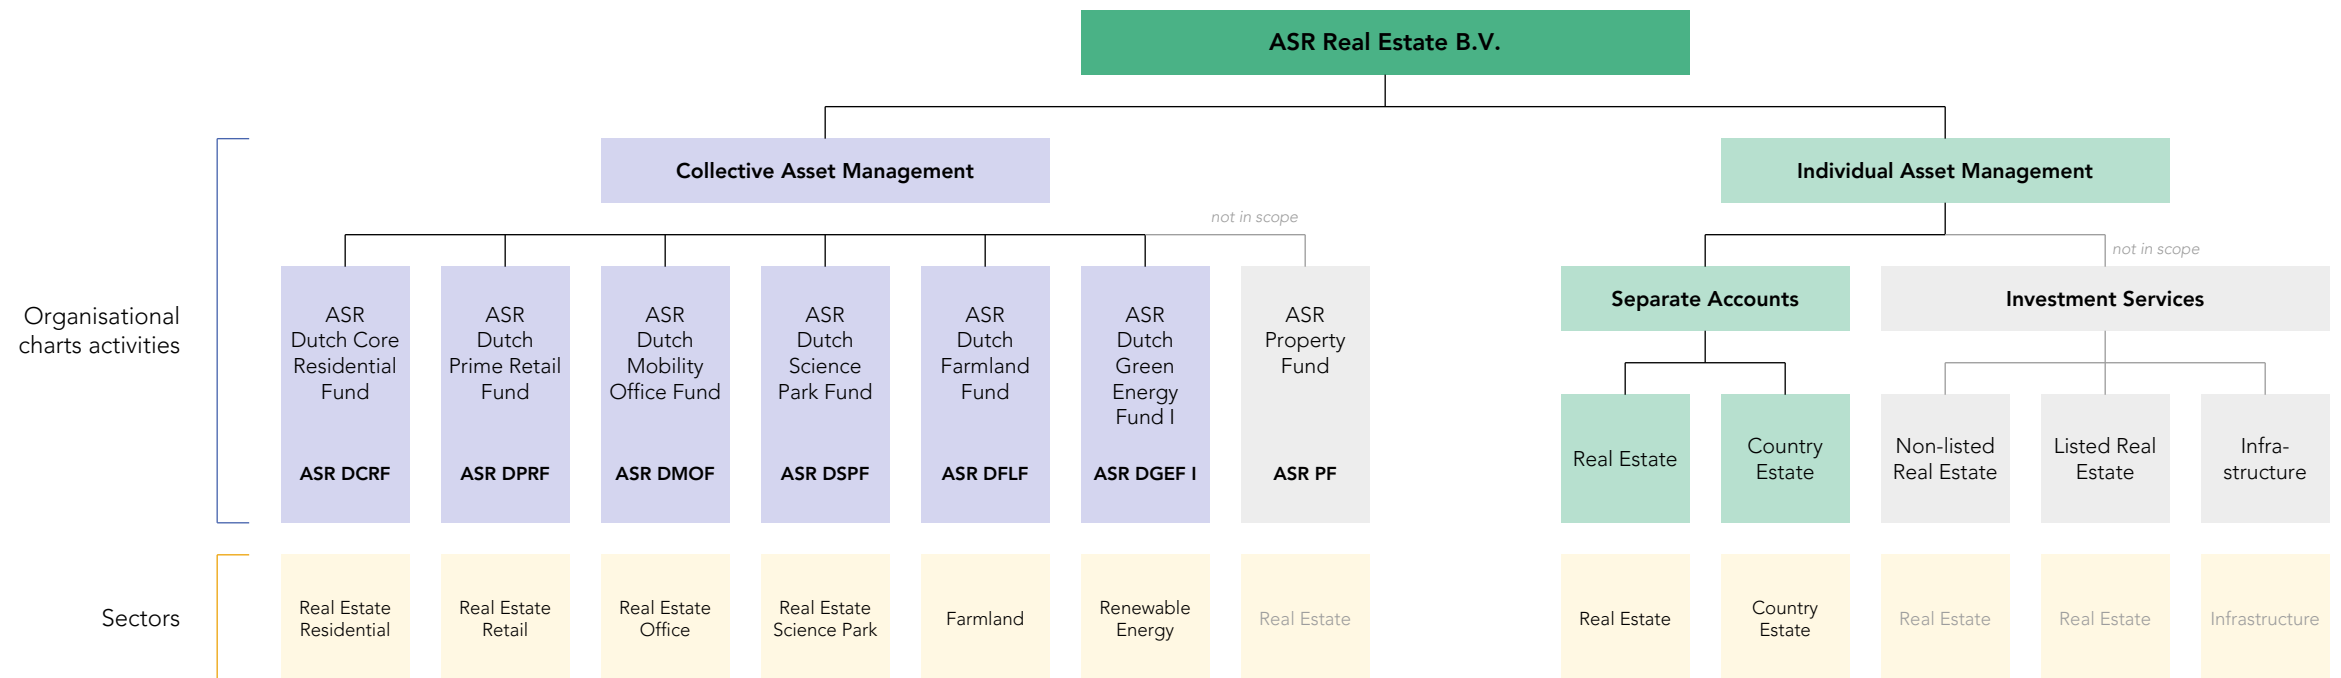 ASR Real Estate B.V.
Collective Asset Management
Individual Asset Management
not in scope
not in scope
Organisational
charts activities
ASR
Dutch Core
Residential
Fund
ASR DCRF
ASR
Dutch
Prime Retail
Fund
ASR DPRF
ASR
Dutch
Mobility
Office Fund
ASR DMOF
ASR
Dutch
Science
Park Fund
ASR DSPF
ASR
Dutch
Farmland
Fund
ASR DFLF
ASR
Dutch
Green
Energy
Fund I
ASR DGEF I
ASR
Property
Fund
ASR PF
Separate Accounts
Investment Services
Real Estate
Country
Estate
Non-listed
Real Estate
Listed Real
Estate
Infra-
structure
Sectors
Real Estate
Residential
Real Estate
Retail
Real Estate
Office
Real Estate
Science Park
Farmland
Renewable
Energy
Real Estate
Real Estate
Country
Estate
Real Estate
Real Estate
Infrastructure